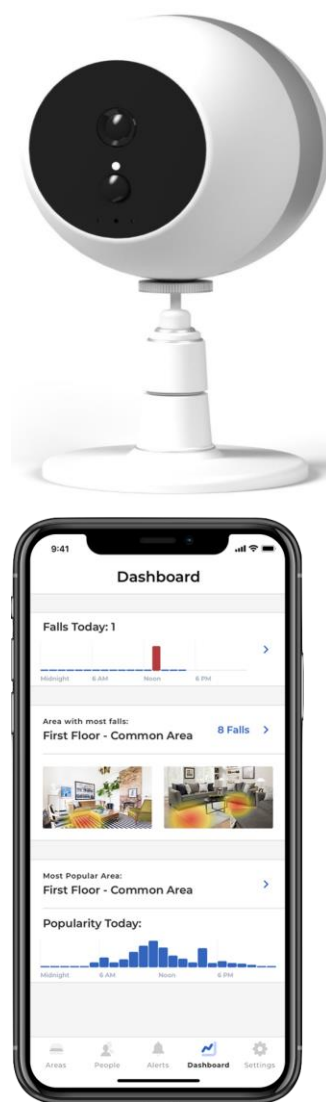 9:41
Dashboard
Falls Today: 1
Midnight 6 AM Noon 6 PM
Area with most falls:
First Floor - Common Area 8 Falls
Most Popular Area:
First Floor - Common Area
Popularity Today:
Midnight 6 AM Noon 6 PM
Areas People Alerts Dashboard Settings